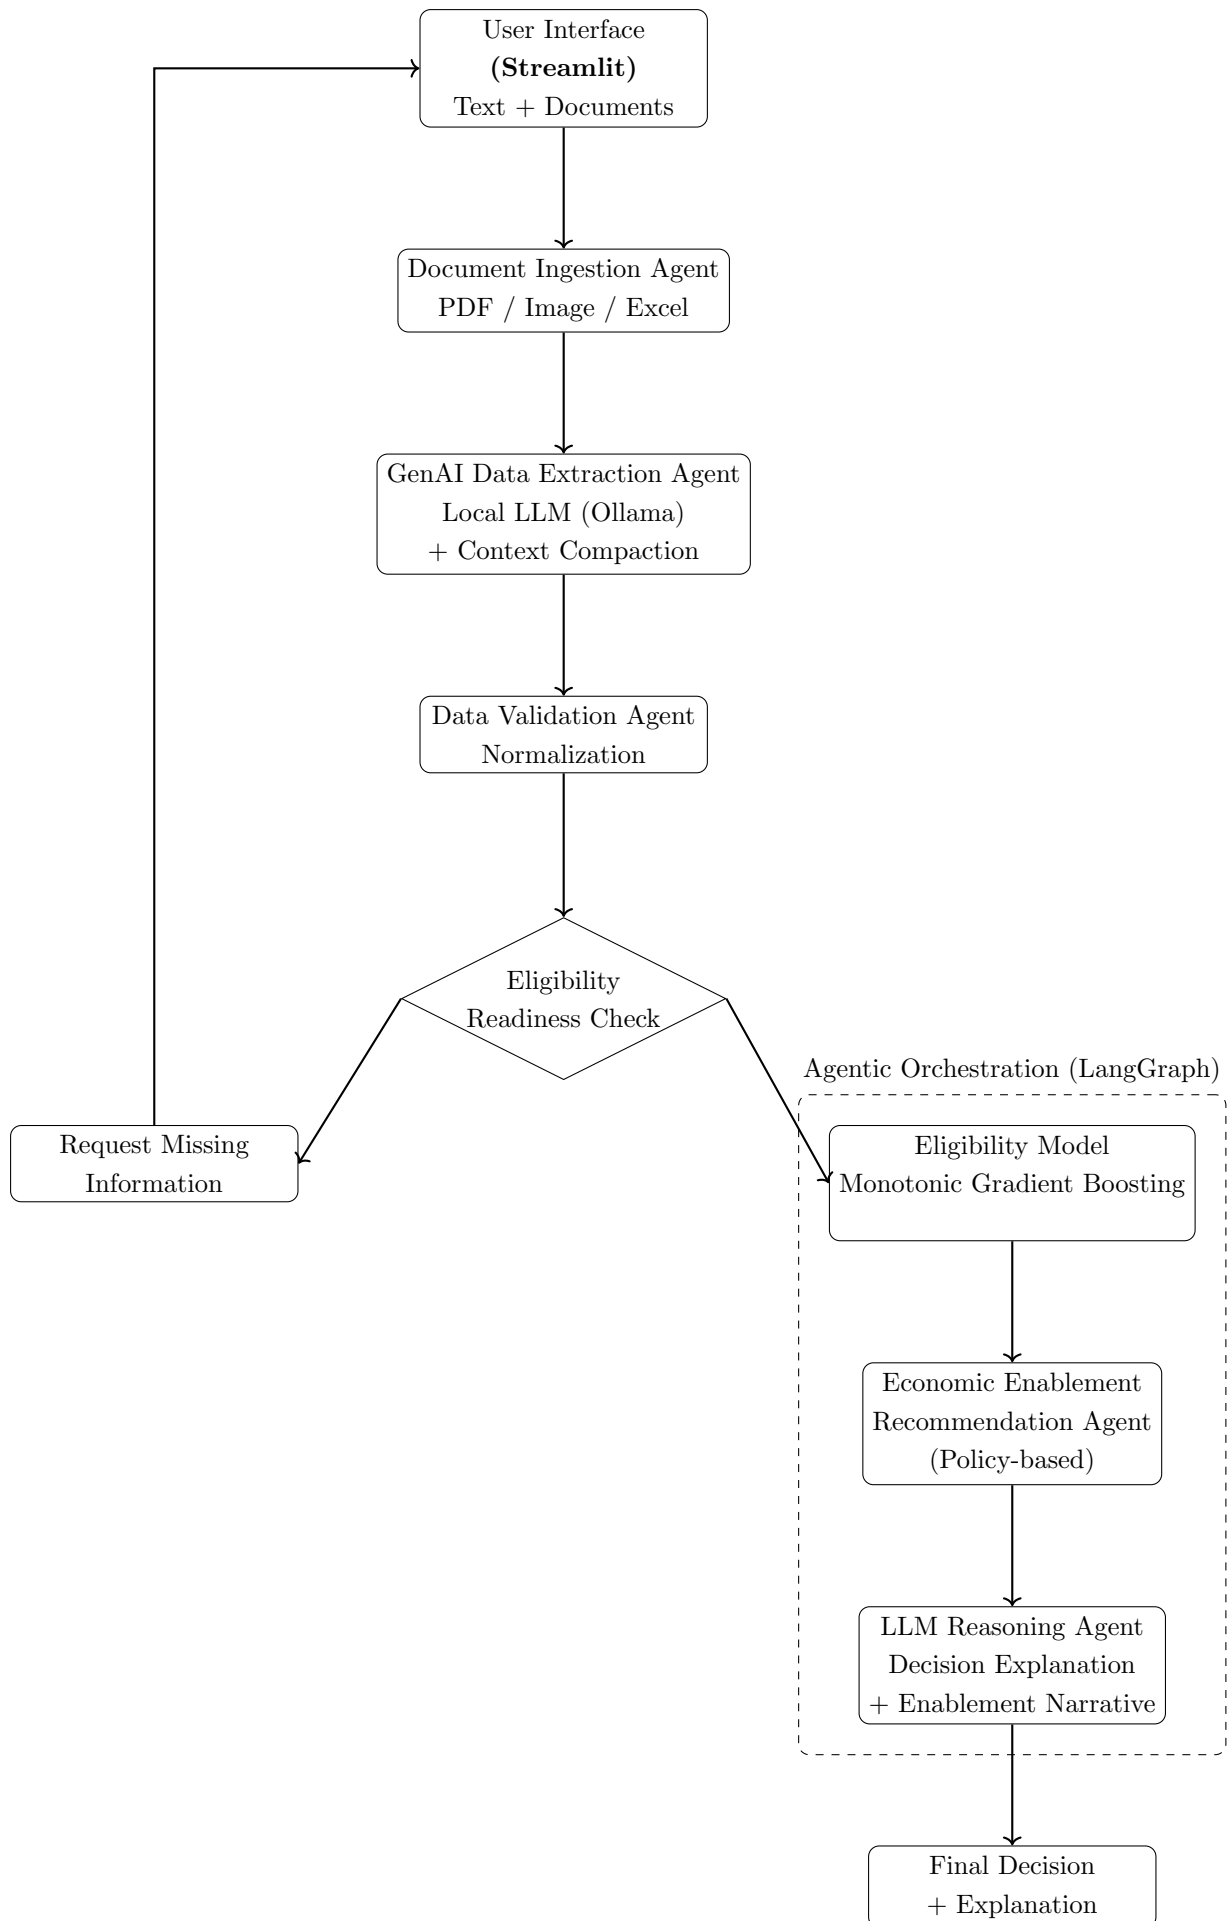 User Interface
(Streamlit)
Text + Documents
Document Ingestion Agent
PDF / Image / Excel
GenAI Data Extraction Agent
Local LLM (Ollama)
+ Context Compaction
Data Validation Agent
Normalization
Eligibility
Readiness Check
Agentic Orchestration (LangGraph)
Request Missing
Information
Eligibility Model
Monotonic Gradient Boosting
Economic Enablement
Recommendation Agent
(Policy-based)
LLM Reasoning Agent
Decision Explanation
+ Enablement Narrative
Final Decision
+ Explanation